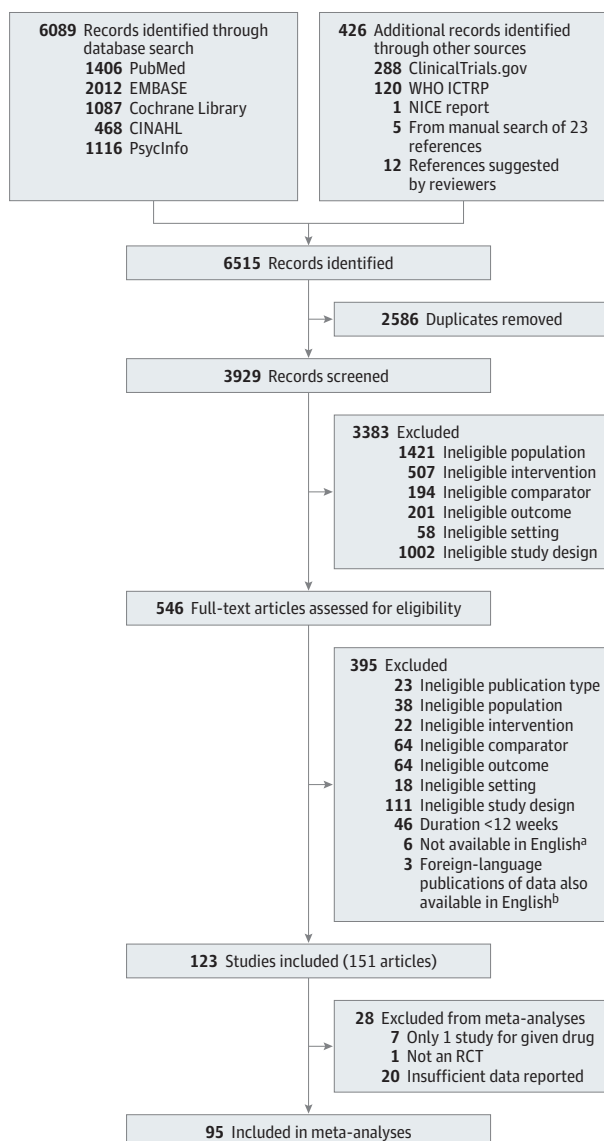 6089 Records identified through
database search
1406 PubMed
2012 EMBASE
1087 Cochrane Library
468 CINAHL
1116 PsycInfo
426 Additional records identified
through other sources
288 ClinicalTrials.gov
120 WHO ICTRP
1 NICE report
5 From manual search of 23
references
12 References suggested
by reviewers
6515 Records identified
2586 Duplicates removed
3929 Records screened
3383 Excluded
1421 Ineligible population
507 Ineligible intervention
194 Ineligible comparator
201 Ineligible outcome
58 Ineligible setting
1002 Ineligible study design
546 Full-text articles assessed for eligibility
395 Excluded
23 Ineligible publication type
38 Ineligible population
22 Ineligible intervention
64 Ineligible comparator
64 Ineligible outcome
18 Ineligible setting
111 Ineligible study design
46 Duration <12 weeks
6 Not available in Englishᵃ
3 Foreign-language
publications of data also
available in Englishᵇ
123 Studies included (151 articles)
28 Excluded from meta-analyses
7 Only 1 study for given drug
1 Not an RCT
20 Insufficient data reported
95 Included in meta-analyses